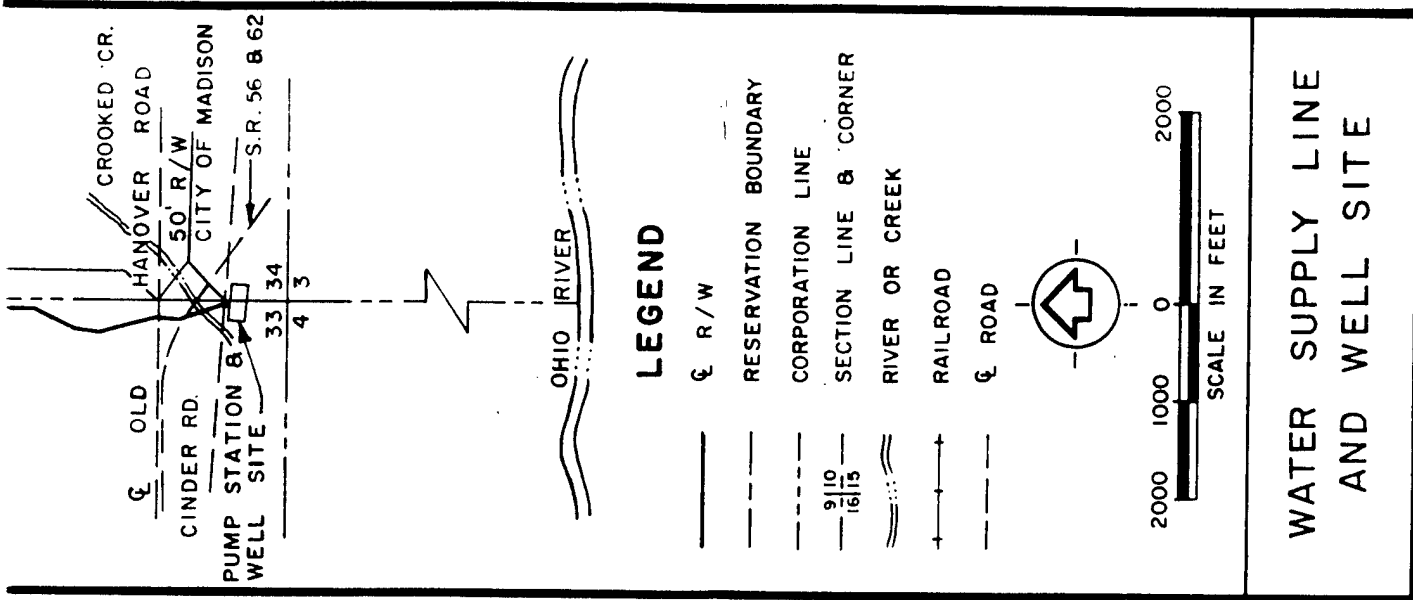 CROOKED CR.
HANOVER ROAD
50' R/W
CITY OF MADISON
S.R. 56 & 62
℄ OLD
CINDER RD.
PUMP STATION &
WELL SITE
33 34
4 3
OHIO RIVER
LEGEND
℄ R/W
RESERVATION BOUNDARY
CORPORATION LINE
9|10
16|15
SECTION LINE & CORNER
RIVER OR CREEK
RAILROAD
℄ ROAD
2000 1000 0 2000
SCALE IN FEET
WATER SUPPLY LINE
AND WELL SITE